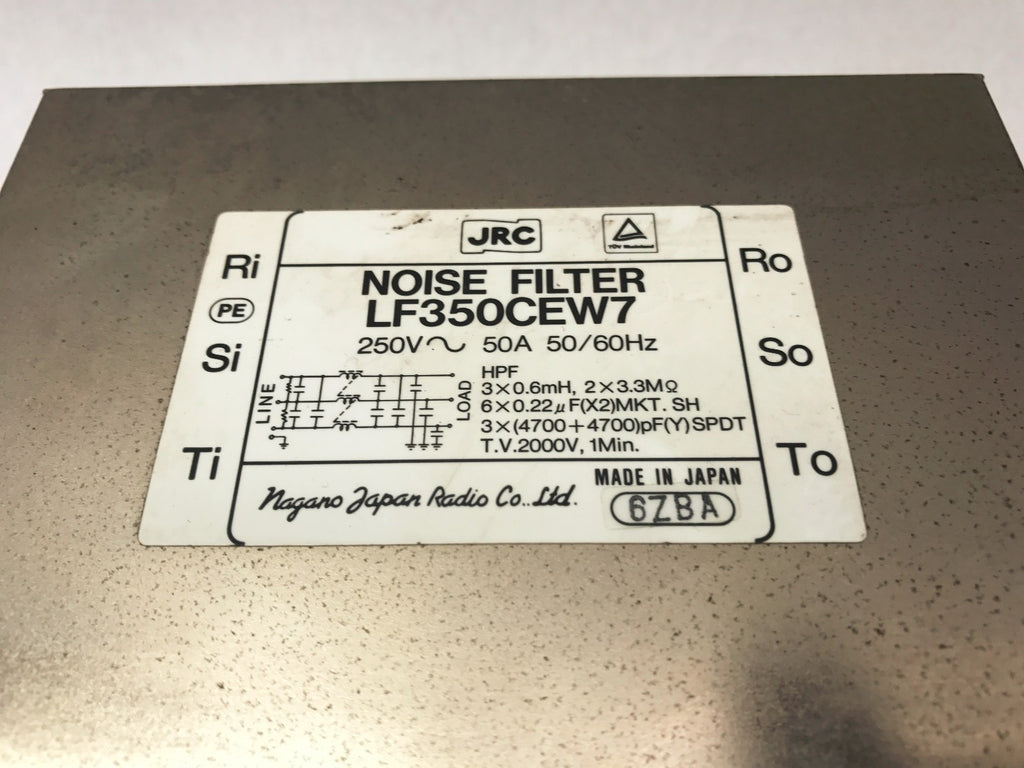 JRC
TÜV Rheinland
Ri
Ro
PE
NOISE FILTER
LF350CEW7
250V～ 50A 50/60Hz
Si
So
LINE
LOAD
HPF
3×0.6mH, 2×3.3MΩ
6×0.22μF(X2)MKT. SH
3×(4700+4700)pF(Y)SPDT
T.V.2000V, 1Min.
Ti
To
Nagano Japan Radio Co., Ltd.
MADE IN JAPAN
6ZBA